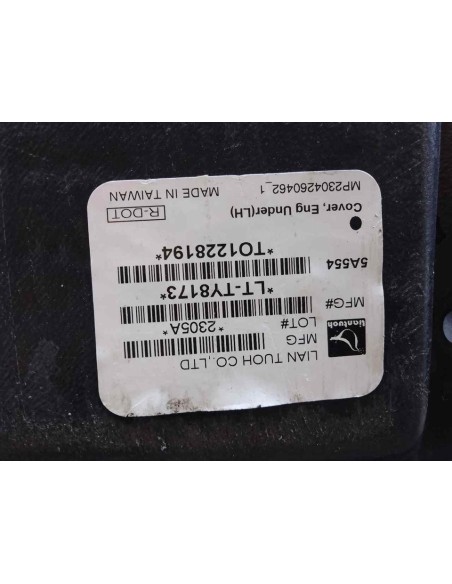 LIAN TUOH CO.,LTD
liantuoh
MFG
LOT#
*2305A*
MFG#
*LT-TY8173*
5A554
*TO1228194*
Cover, Eng Under(LH)
MP2304260462_1
R-DOT
MADE IN TAIWAN